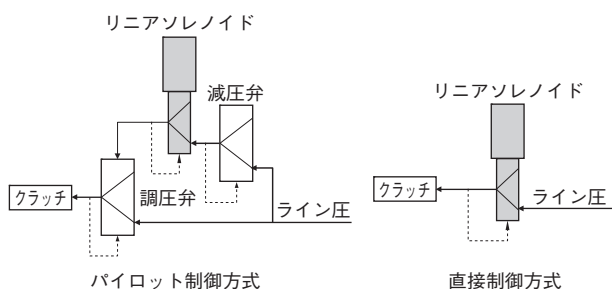 リニアソレノイド
減圧弁
調圧弁
クラッチ
ライン圧
パイロット制御方式
リニアソレノイド
クラッチ
ライン圧
直接制御方式